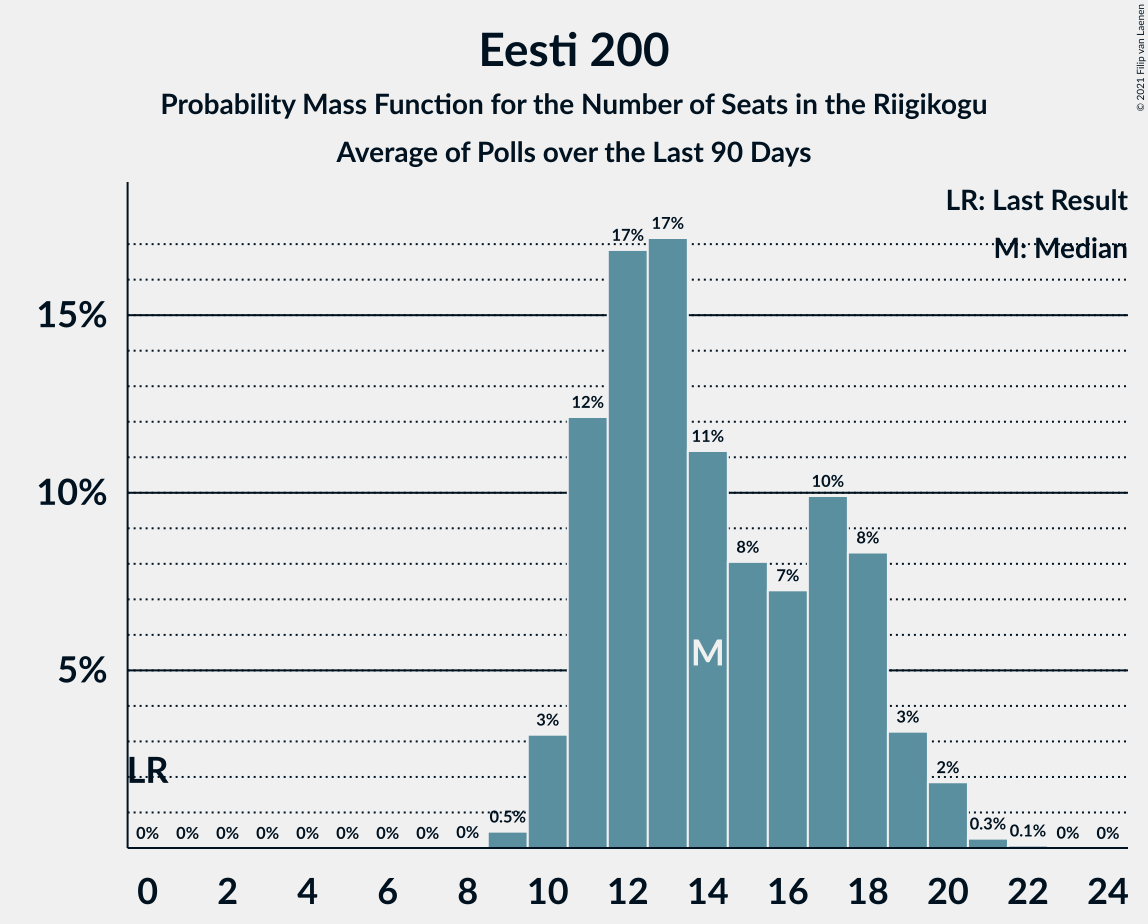 Eesti 200
Probability Mass Function for the Number of Seats in the Riigikogu
Average of Polls over the Last 90 Days
© 2021 Filip van Laenen
LR: Last Result
M: Median
17% 17%
15%
12%
11%
10%
10%
8% 8%
7%
M
5%
3% 3%
LR
2%
0% 0% 0% 0% 0% 0% 0% 0% 0% 0.5% 0.3% 0.1% 0% 0%
0 2 4 6 8 10 12 14 16 18 20 22 24